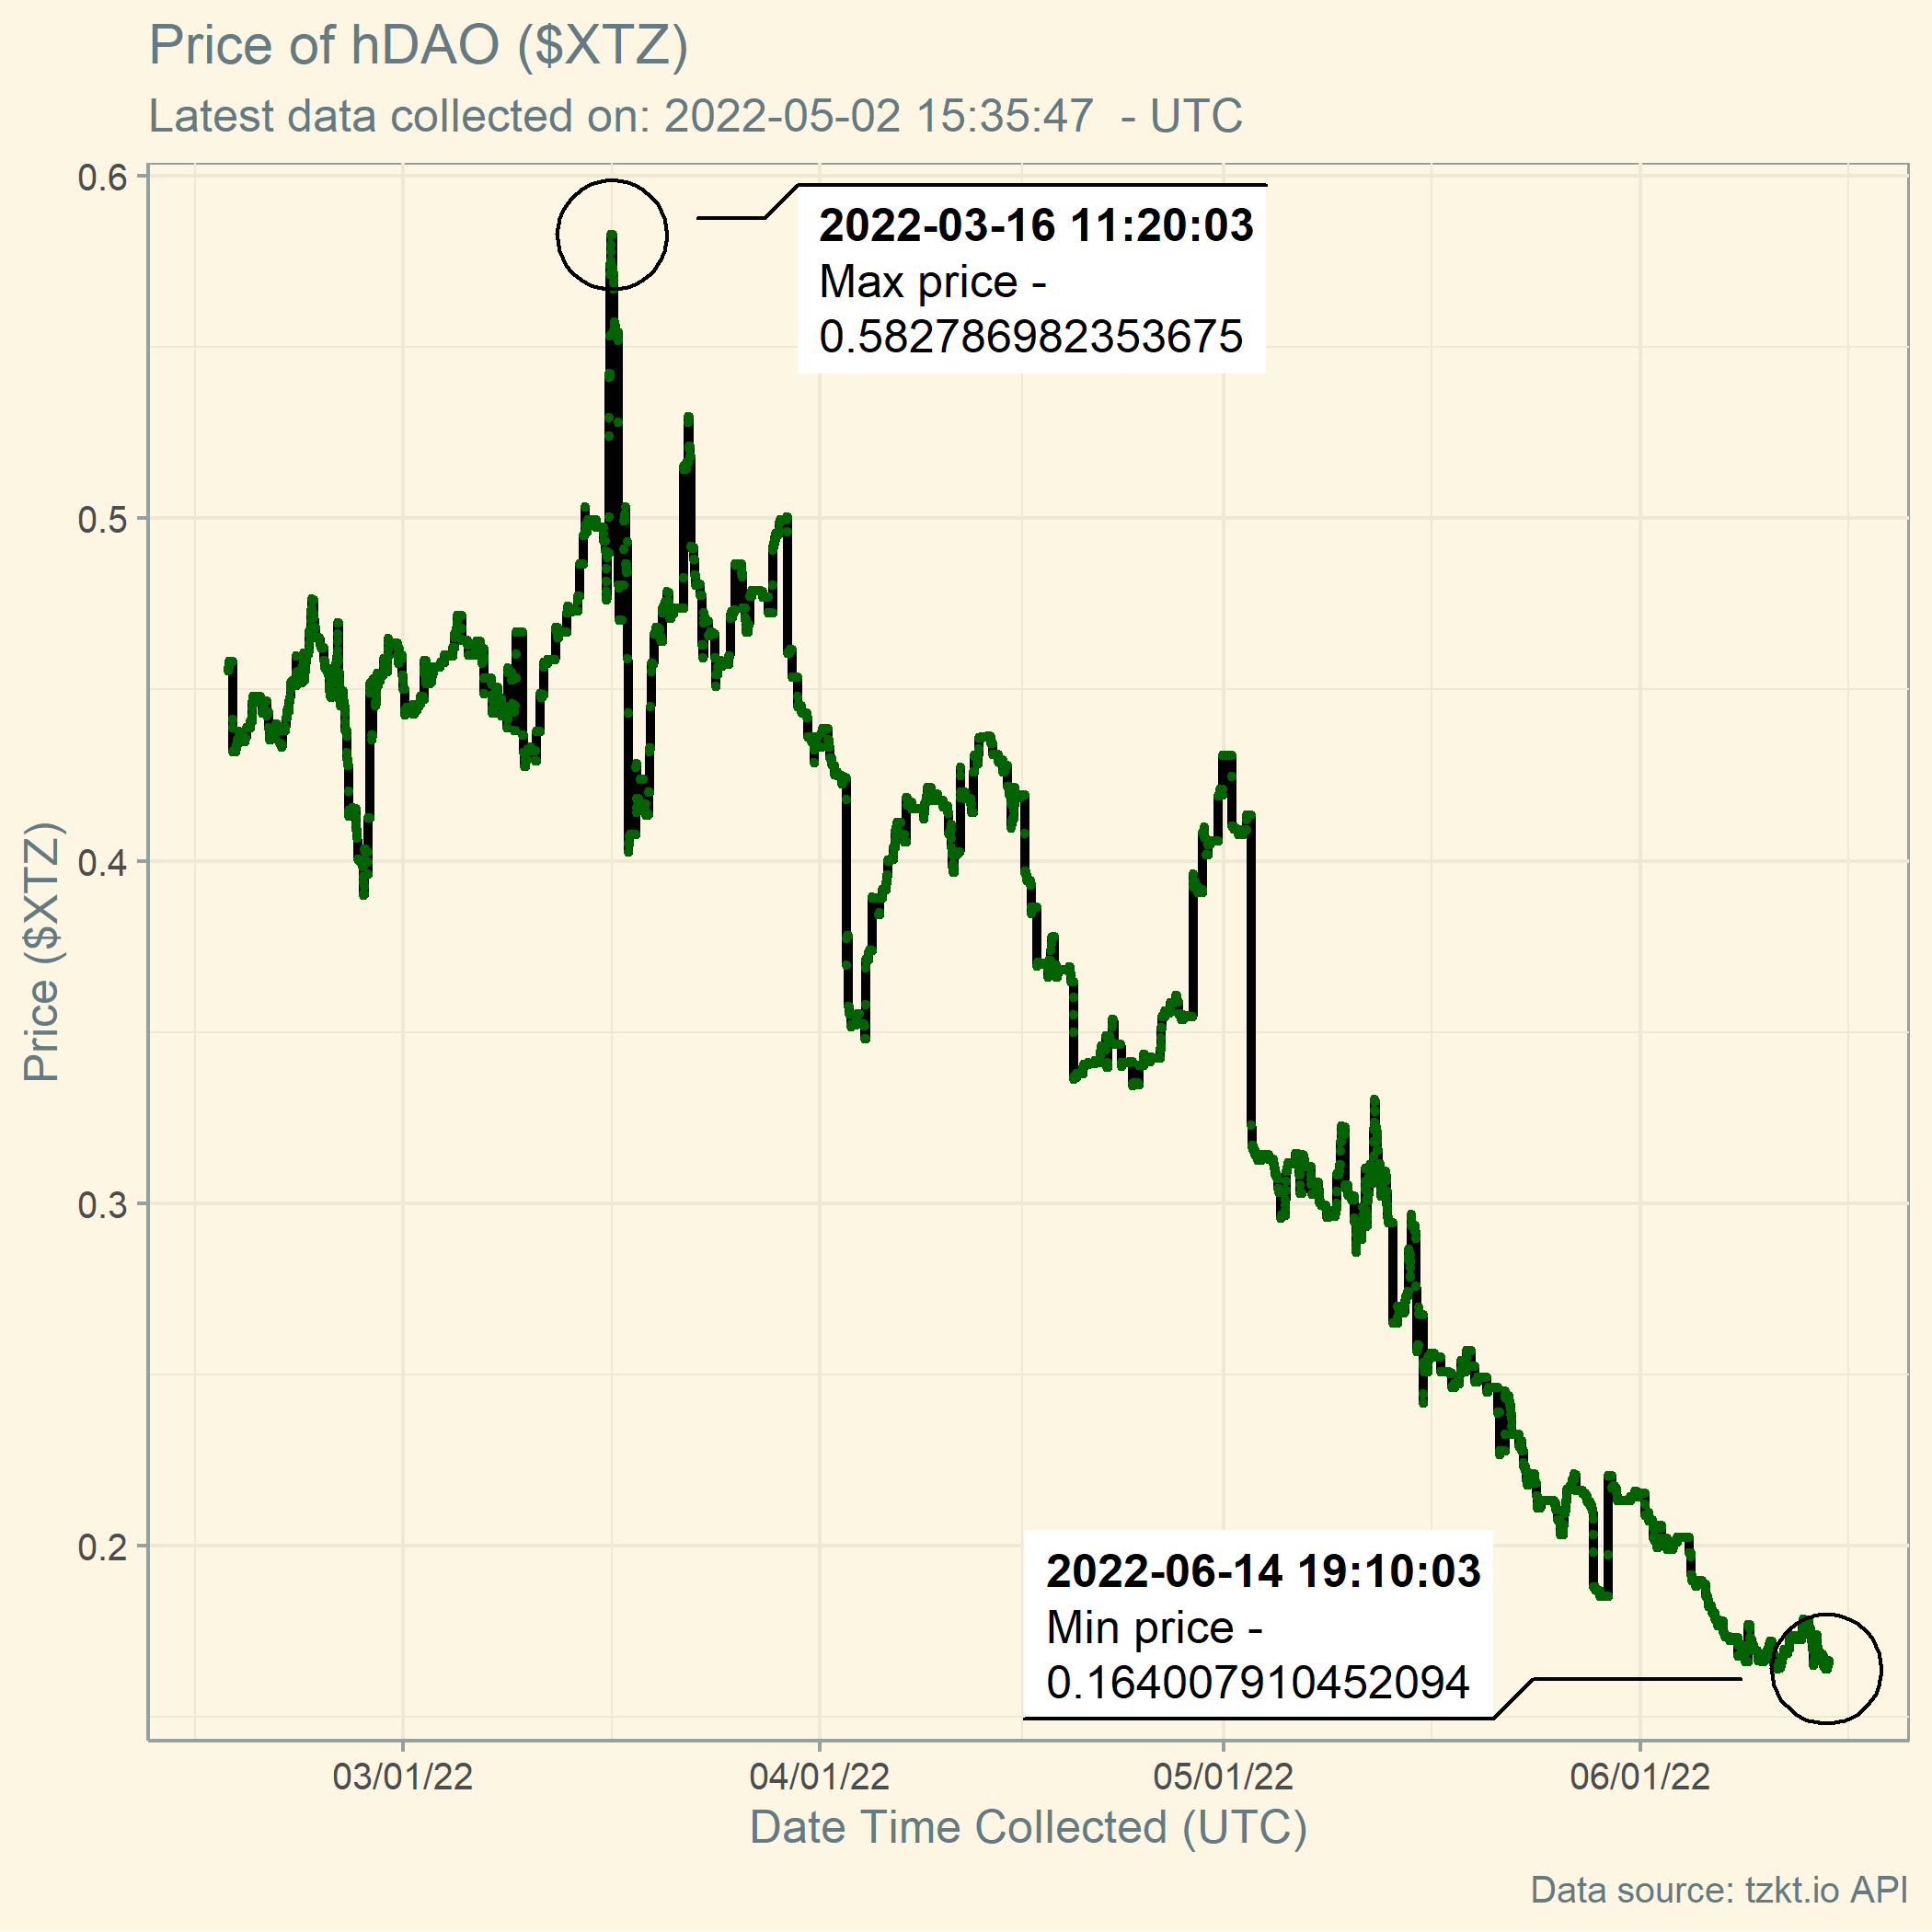 Price of hDAO ($XTZ)
Latest data collected on: 2022-05-02 15:35:47  - UTC
0.6
2022-03-16 11:20:03
Max price -
0.582786982353675
0.5
Price ($XTZ)
0.4
0.3
0.2
2022-06-14 19:10:03
Min price -
0.164007910452094
03/01/22
04/01/22
05/01/22
06/01/22
Date Time Collected (UTC)
Data source: tzkt.io API